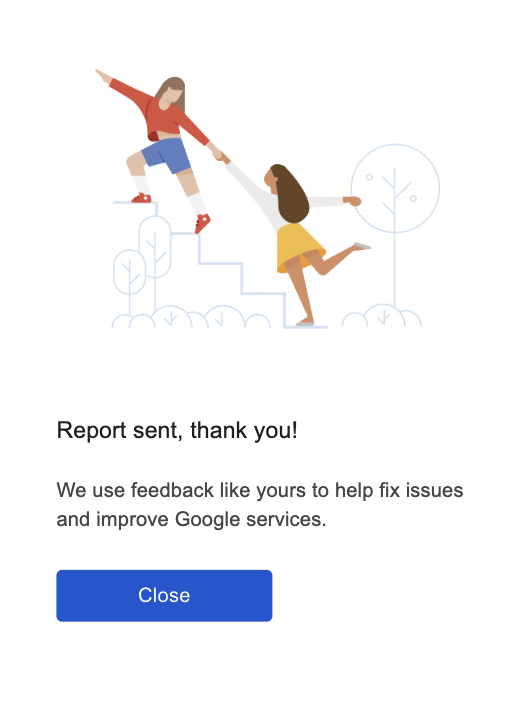 Report sent, thank you!
We use feedback like yours to help fix issues
and improve Google services.
Close